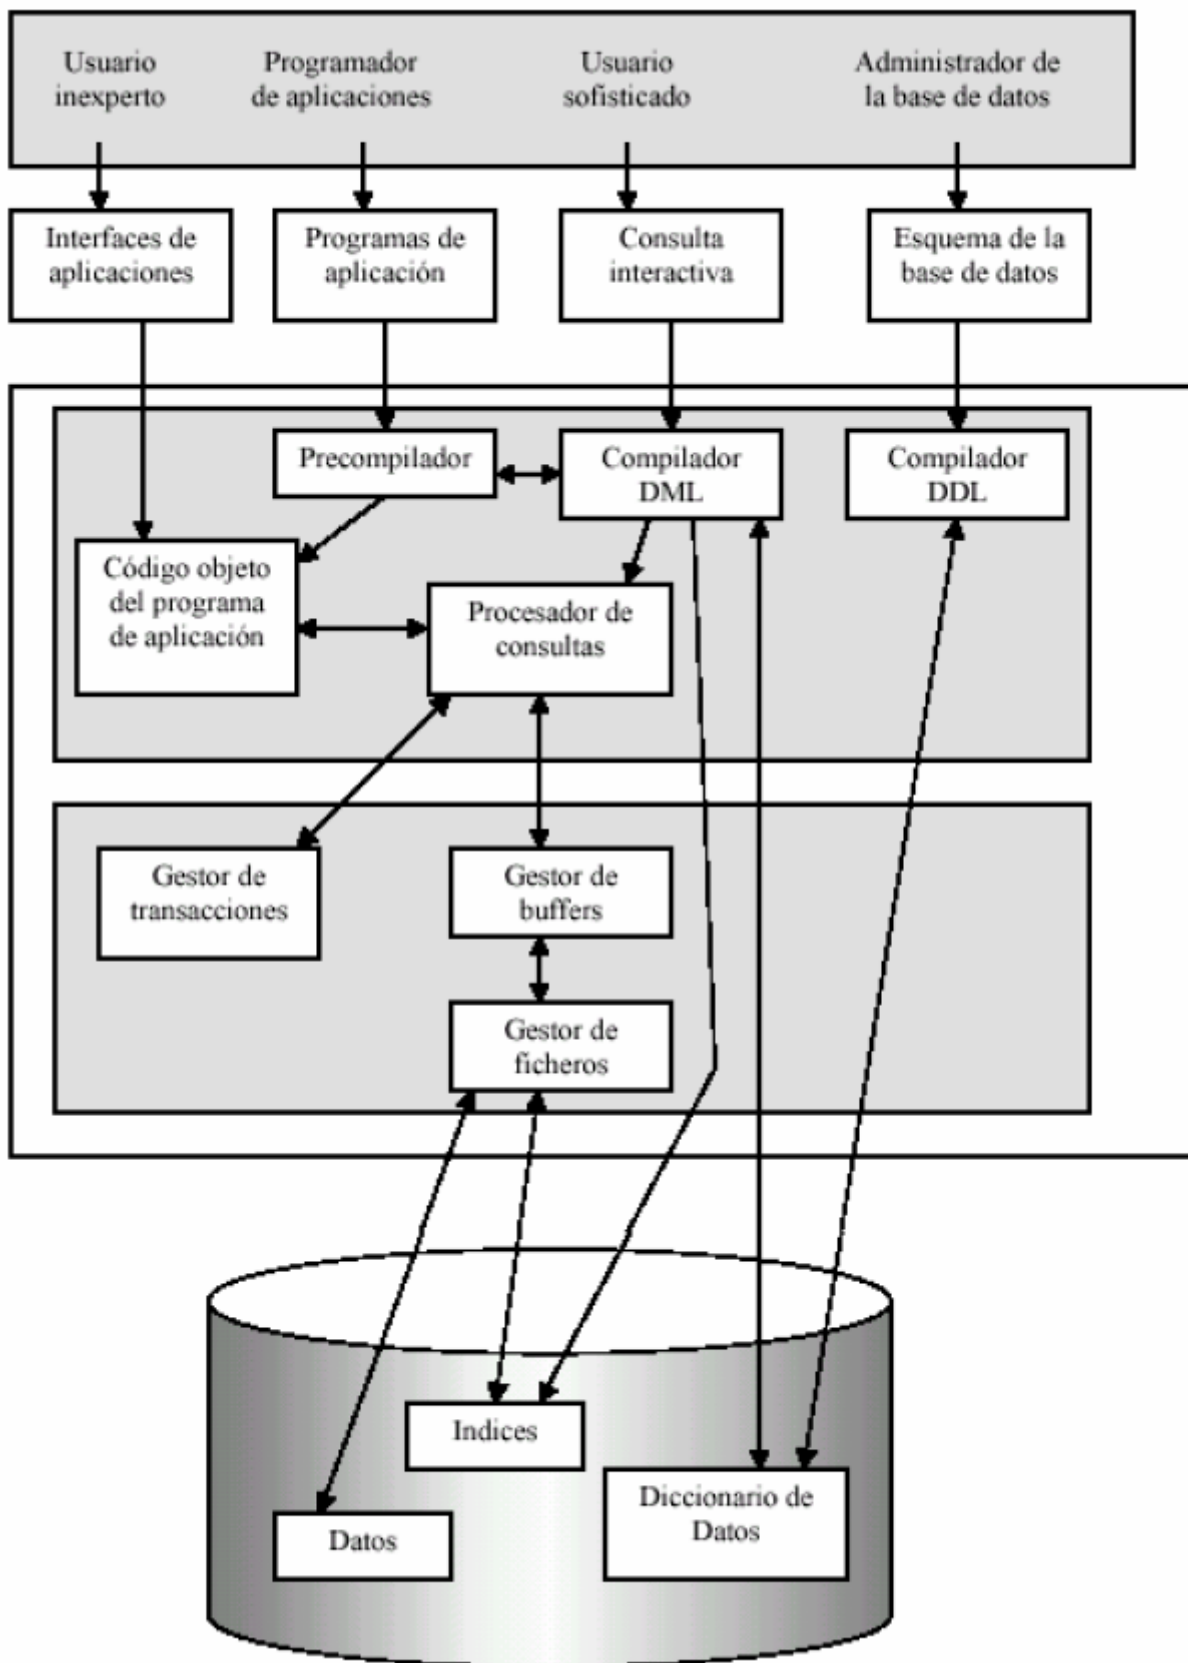 Usuario
inexperto
Programador
de aplicaciones
Usuario
sofisticado
Administrador de
la base de datos
Interfaces de
aplicaciones
Programas de
aplicación
Consulta
interactiva
Esquema de la
base de datos
Precompilador
Compilador
DML
Compilador
DDL
Código objeto
del programa
de aplicación
Procesador de
consultas
Gestor de
transacciones
Gestor de
buffers
Gestor de
ficheros
Indices
Diccionario de
Datos
Datos